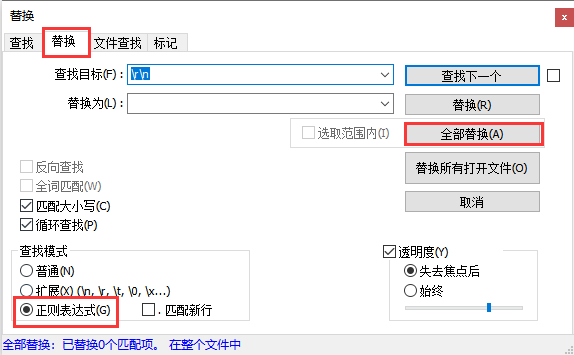 替换
查找 替换 文件查找 标记
查找目标(F)： \r\n 查找下一个
替换为(L)： 替换(R)
选取范围内(I) 全部替换(A)
替换所有打开文件(O)
反向查找
全词匹配(W) 取消
匹配大小写(C)
循环查找(P)
查找模式 透明度(Y)
普通(N) 失去焦点后
扩展(X) (\n, \r, \t, \0, \x...) 始终
正则表达式(G) . 匹配新行
全部替换：已替换0个匹配项。 在整个文件中